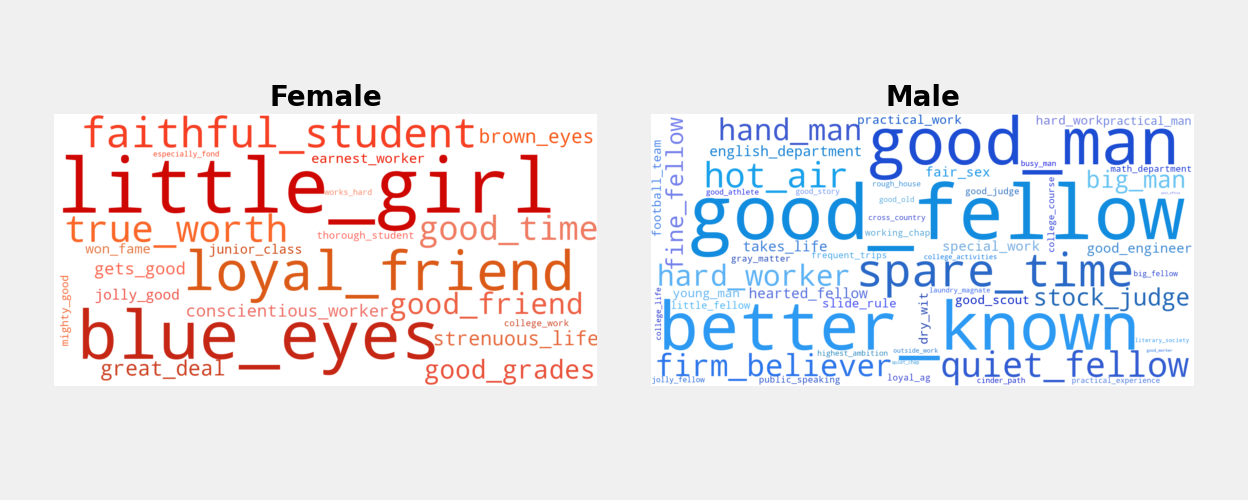 Female
faithful_student
brown_eyes
especially_fond
earnest_worker
little_girl
works_hard
true_worth
thorough_student
good_time
won_fame
junior_class
gets_good
loyal_friend
mighty_good
jolly_good
conscientious_worker
good_friend
blue_eyes
college_work
strenuous_life
great_deal
good_grades
Male
football_team
fine_fellow
hand_man
practical_work
good_man
hard_work
practical_man
english_department
busy_man
math_department
hot_air
fair_sex
big_man
rough_house
good_athlete
good_story
good_judge
college_course
good_old
good_fellow
cross_country
working_chap
takes_life
special_work
good_engineer
gray_matter
frequent_trips
college_activities
hard_worker
spare_time
big_fellow
college_life
young_man
hearted_fellow
laundry_magnate
stock_judge
little_fellow
slide_rule
dry_wit
good_scout
better_known
literary_society
highest_ambition
outside_work
good_worker
firm_believer
quiet_fellow
jolly_fellow
public_speaking
loyal_ag
cinder_path
practical_experience